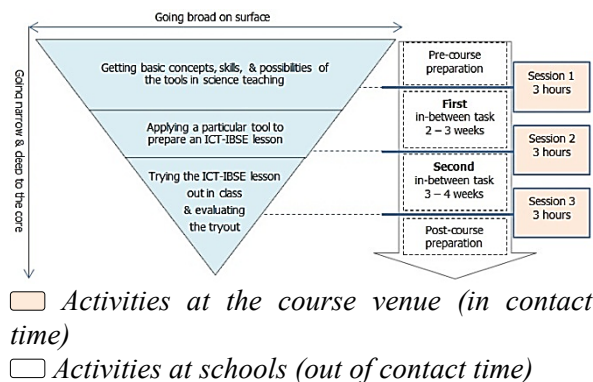 Going broad on surface
Going narrow & deep to the core
Getting basic concepts, skills, & possibilities of
the tools in science teaching
Applying a particular tool to
prepare an ICT-IBSE lesson
Trying the ICT-IBSE lesson
out in class
& evaluating
the tryout
Pre-course
preparation
First
in-between task
2 – 3 weeks
Second
in-between task
3 – 4 weeks
Post-course
preparation
Session 1
3 hours
Session 2
3 hours
Session 3
3 hours
Activities at the course venue (in contact
time)
Activities at schools (out of contact time)